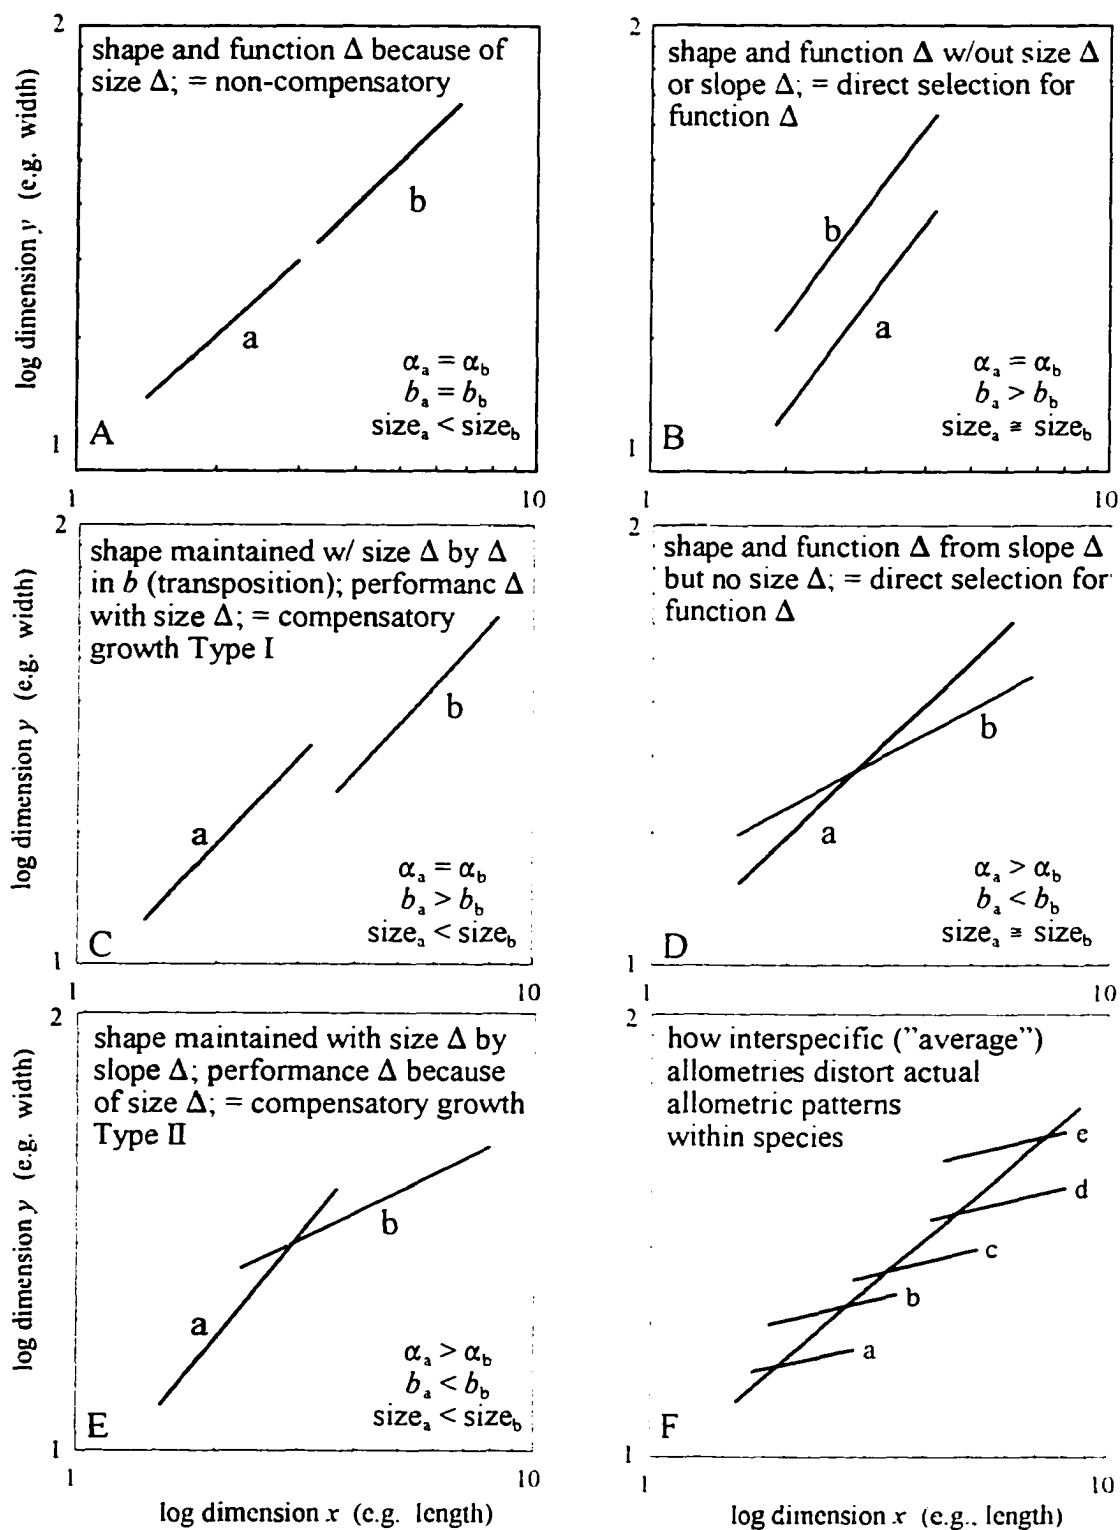 2
shape and function Δ because of
size Δ; = non-compensatory
b
a
αa = αb
ba = bb
sizea < sizeb
A
1
1
10
log dimension y (e.g. width)
2
shape and function Δ w/out size Δ
or slope Δ; = direct selection for
function Δ
b
a
αa = αb
ba > bb
sizea ≅ sizeb
B
1
1
10
2
shape maintained w/ size Δ by Δ
in b (transposition); performanc Δ
with size Δ; = compensatory
growth Type I
b
a
αa = αb
ba > bb
sizea < sizeb
C
1
1
10
log dimension y (e.g. width)
shape and function Δ from slope Δ
but no size Δ; = direct selection for
function Δ
b
a
αa > αb
ba < bb
sizea ≅ sizeb
D
1
1
10
2
shape maintained with size Δ by
slope Δ; performance Δ because
of size Δ; = compensatory growth
Type II
b
a
αa > αb
ba < bb
sizea < sizeb
E
1
1
10
log dimension y (e.g. width)
log dimension x (e.g. length)
2
how interspecific ("average")
allometries distort actual
allometric patterns
within species
e
d
c
b
a
F
1
1
10
log dimension x (e.g., length)